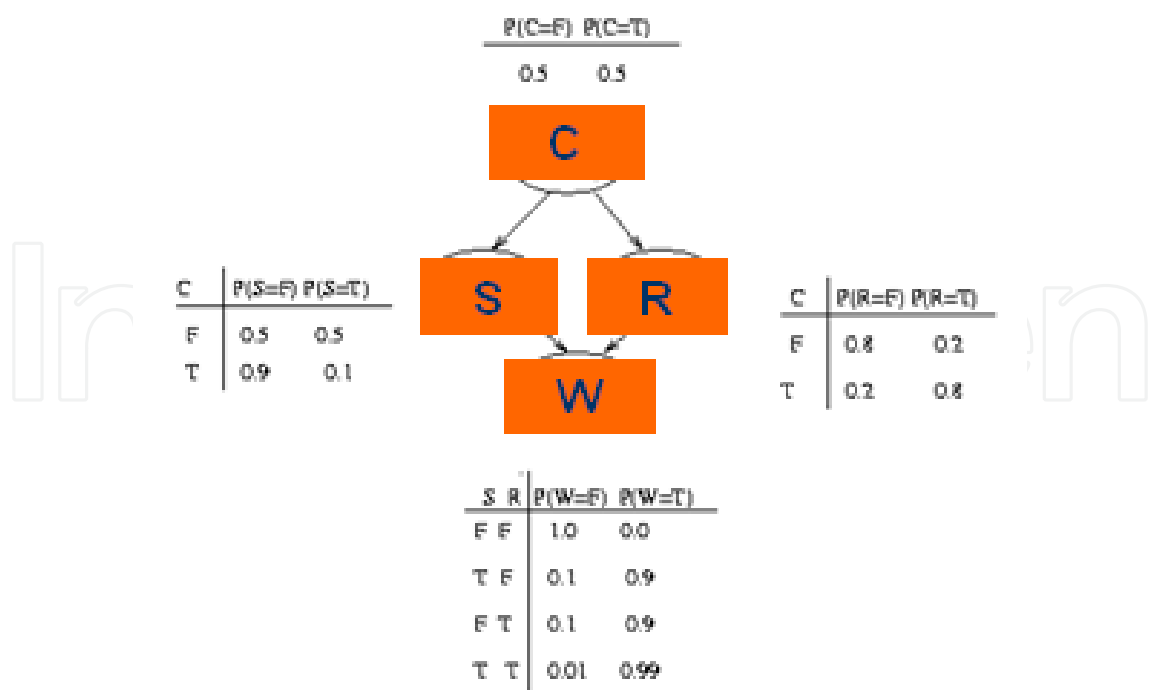 P(C=F) P(C=T)
0.5 0.5
C
S R
C P(S=F) P(S=T)
F 0.5 0.5
T 0.9 0.1
C P(R=F) P(R=T)
F 0.8 0.2
T 0.2 0.8
W
S R P(W=F) P(W=T)
F F 1.0 0.0
T F 0.1 0.9
F T 0.1 0.9
T T 0.01 0.99